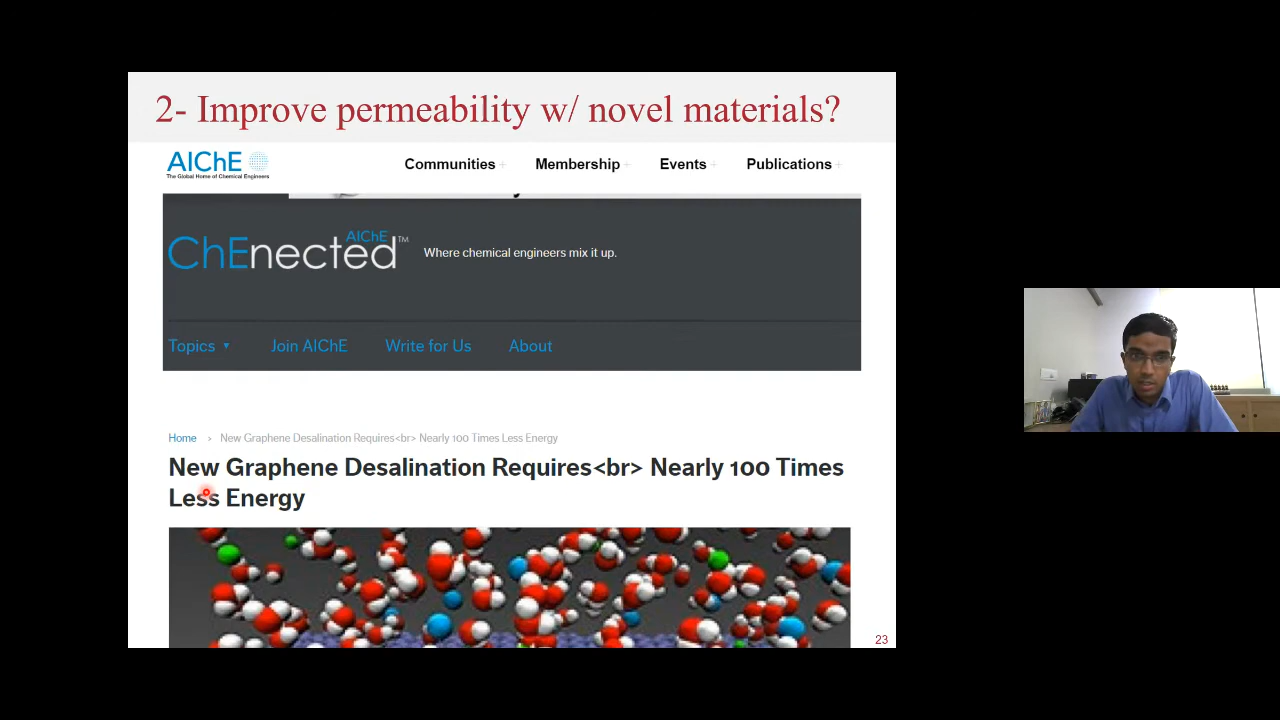 2- Improve permeability w/ novel materials?
AIChE
The Global Home of Chemical Engineers
Communities + Membership + Events + Publications +
ChEnected AIChE™ Where chemical engineers mix it up.
Topics ▼ Join AIChE Write for Us About
Home › New Graphene Desalination Requires<br> Nearly 100 Times Less Energy
New Graphene Desalination Requires<br> Nearly 100 Times
Less Energy
23